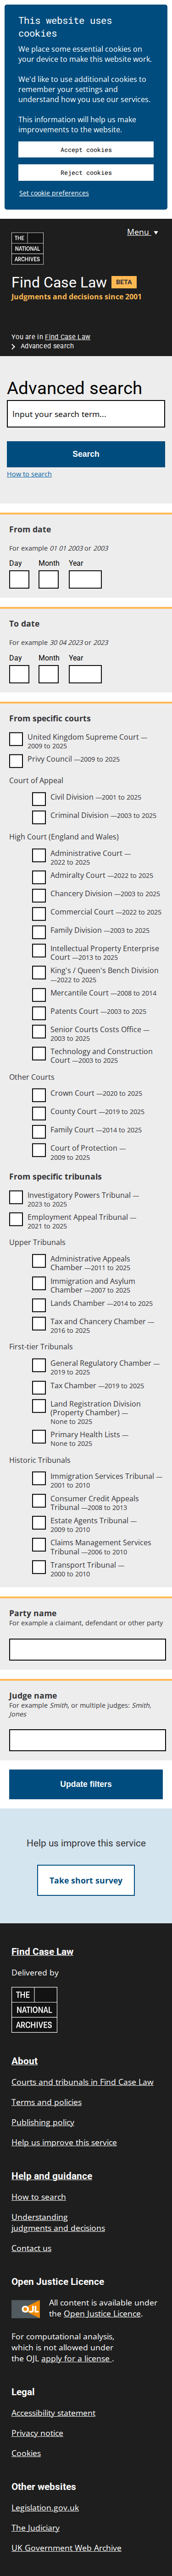 This website uses
cookies
We place some essential cookies on
your device to make this website work.
We'd like to use additional cookies to
remember your settings and
understand how you use our services.
This information will help us make
improvements to the website.
Accept cookies
Reject cookies
Set cookie preferences
THE
NATIONAL
ARCHIVES
Menu
Find Case Law BETA
Judgments and decisions since 2001
You are in Find Case Law
Advanced search
Advanced search
Input your search term...
Search
How to search
From date
For example 01 01 2003 or 2003
Day Month Year
To date
For example 30 04 2023 or 2023
Day Month Year
From specific courts
United Kingdom Supreme Court —
2009 to 2025
Privy Council —2009 to 2025
Court of Appeal
Civil Division —2001 to 2025
Criminal Division —2003 to 2025
High Court (England and Wales)
Administrative Court —
2022 to 2025
Admiralty Court —2022 to 2025
Chancery Division —2003 to 2025
Commercial Court —2022 to 2025
Family Division —2003 to 2025
Intellectual Property Enterprise
Court —2013 to 2025
King's / Queen's Bench Division
—2022 to 2025
Mercantile Court —2008 to 2014
Patents Court —2003 to 2025
Senior Courts Costs Office —
2003 to 2025
Technology and Construction
Court —2003 to 2025
Other Courts
Crown Court —2020 to 2025
County Court —2019 to 2025
Family Court —2014 to 2025
Court of Protection —
2009 to 2025
From specific tribunals
Investigatory Powers Tribunal —
2023 to 2025
Employment Appeal Tribunal —
2021 to 2025
Upper Tribunals
Administrative Appeals
Chamber —2011 to 2025
Immigration and Asylum
Chamber —2007 to 2025
Lands Chamber —2014 to 2025
Tax and Chancery Chamber —
2016 to 2025
First-tier Tribunals
General Regulatory Chamber —
2019 to 2025
Tax Chamber —2019 to 2025
Land Registration Division
(Property Chamber) —
None to 2025
Primary Health Lists —
None to 2025
Historic Tribunals
Immigration Services Tribunal —
2001 to 2010
Consumer Credit Appeals
Tribunal —2008 to 2013
Estate Agents Tribunal —
2009 to 2010
Claims Management Services
Tribunal —2006 to 2010
Transport Tribunal —
2000 to 2010
Party name
For example a claimant, defendant or other party
Judge name
For example Smith, or multiple judges: Smith,
Jones
Update filters
Help us improve this service
Take short survey
Find Case Law
Delivered by
THE
NATIONAL
ARCHIVES
About
Courts and tribunals in Find Case Law
Terms and policies
Publishing policy
Help us improve this service
Help and guidance
How to search
Understanding
judgments and decisions
Contact us
Open Justice Licence
OJL
All content is available under
the Open Justice Licence.
For computational analysis,
which is not allowed under
the OJL apply for a license .
Legal
Accessibility statement
Privacy notice
Cookies
Other websites
Legislation.gov.uk
The Judiciary
UK Government Web Archive